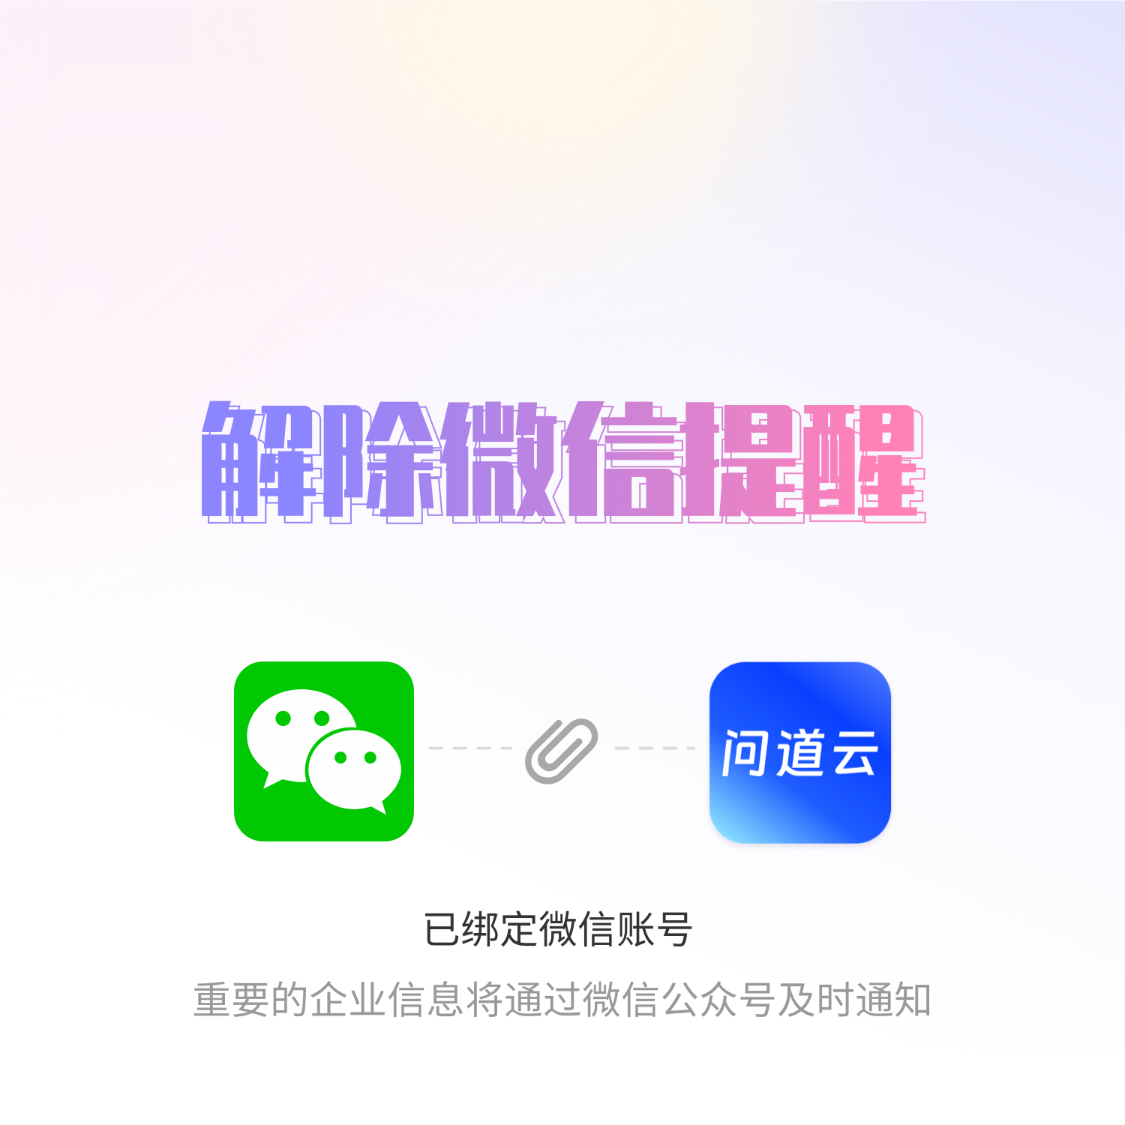 解除微信提醒
问道云
已绑定微信账号
重要的企业信息将通过微信公众号及时通知